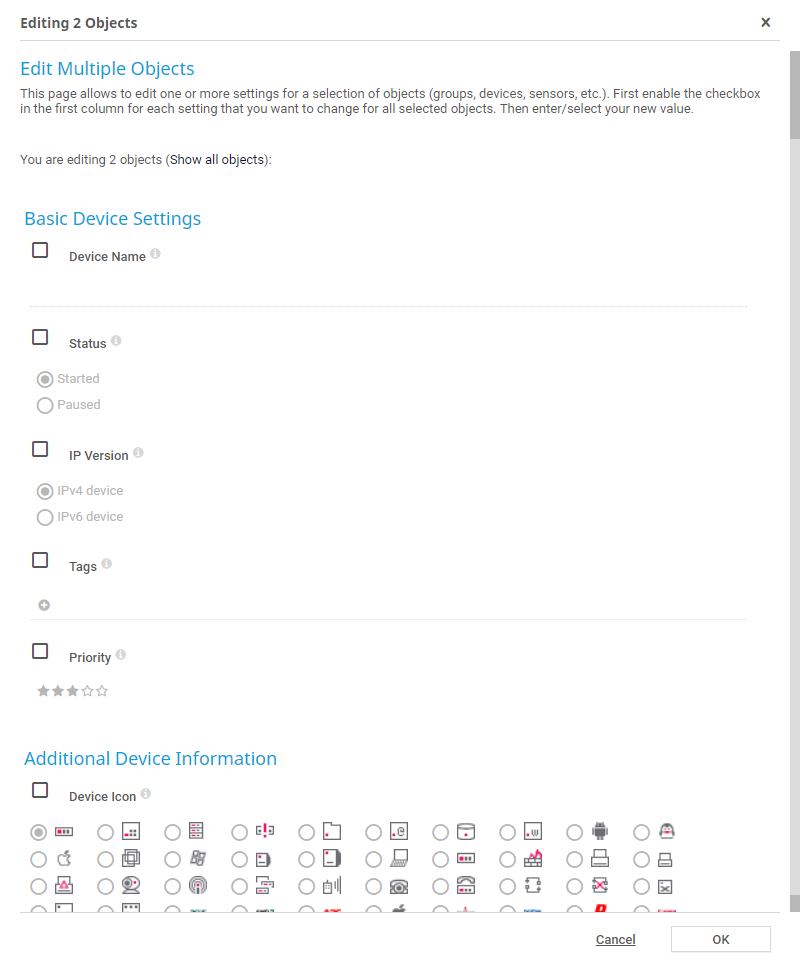 Editing 2 Objects
Edit Multiple Objects
This page allows to edit one or more settings for a selection of objects (groups, devices, sensors, etc.). First enable the checkbox
in the first column for each setting that you want to change for all selected objects. Then enter/select your new value.
You are editing 2 objects (Show all objects):
Basic Device Settings
Device Name
Status
Started
Paused
IP Version
IPv4 device
IPv6 device
Tags
Priority
Additional Device Information
Device Icon
Cancel
OK